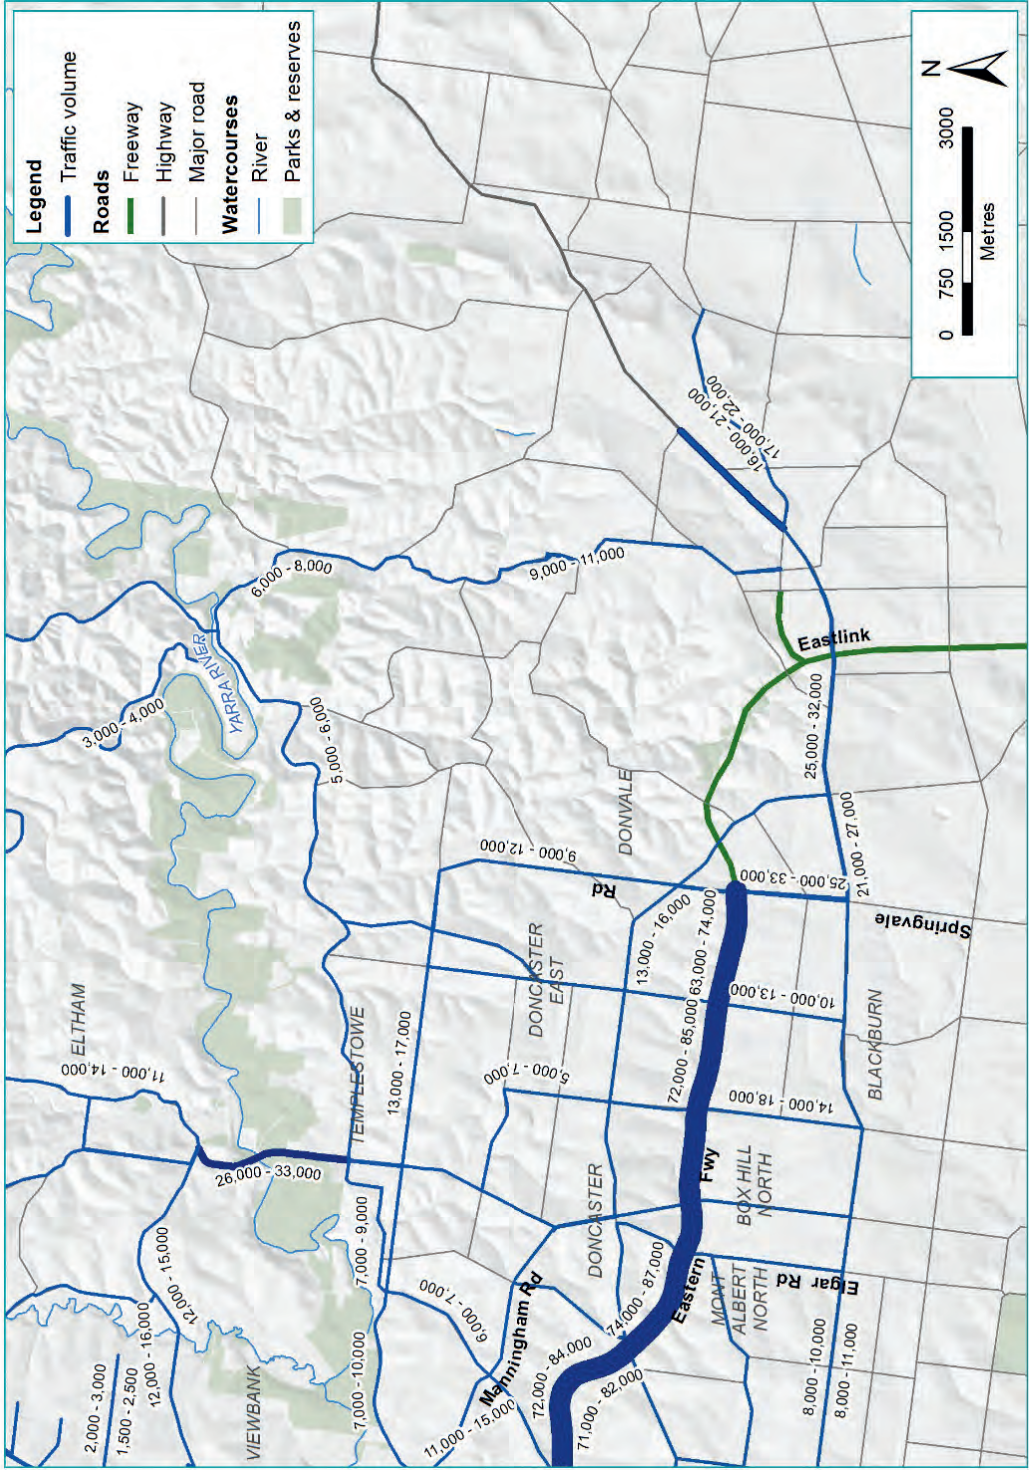 Legend
Traffic volume
Roads
Freeway
Highway
Major road
Watercourses
River
Parks & reserves
N
0 750 1500 3000
Metres
2,000 - 3,000
1,500 - 2,500
12,000 - 16,000
12,000 - 15,000
VIEWBANK
ELTHAM
11,000 - 14,000
26,000 - 33,000
3,000 - 4,000
YARRA RIVER
6,000 - 8,000
5,000 - 6,000
TEMPLESTOWE
7,000 - 10,000
7,000 - 9,000
13,000 - 17,000
6,000 - 7,000
11,000 - 15,000
Manningham Rd
5,000 - 7,000
DONCASTER
EAST
9,000 - 12,000
9,000 - 11,000
DONCASTER
DONVALE
72,000 - 84,000
71,000 - 82,000
74,000 - 87,000
Eastern
Fwy
72,000 - 85,000
63,000 - 74,000
13,000 - 16,000
Springvale
Rd
25,000 - 33,000
10,000 - 13,000
14,000 - 18,000
MONT
ALBERT
NORTH
BOX HILL
NORTH
Elgar Rd
8,000 - 10,000
8,000 - 11,000
BLACKBURN
21,000 - 27,000
25,000 - 32,000
Eastlink
16,000 - 21,000
17,000 - 22,000